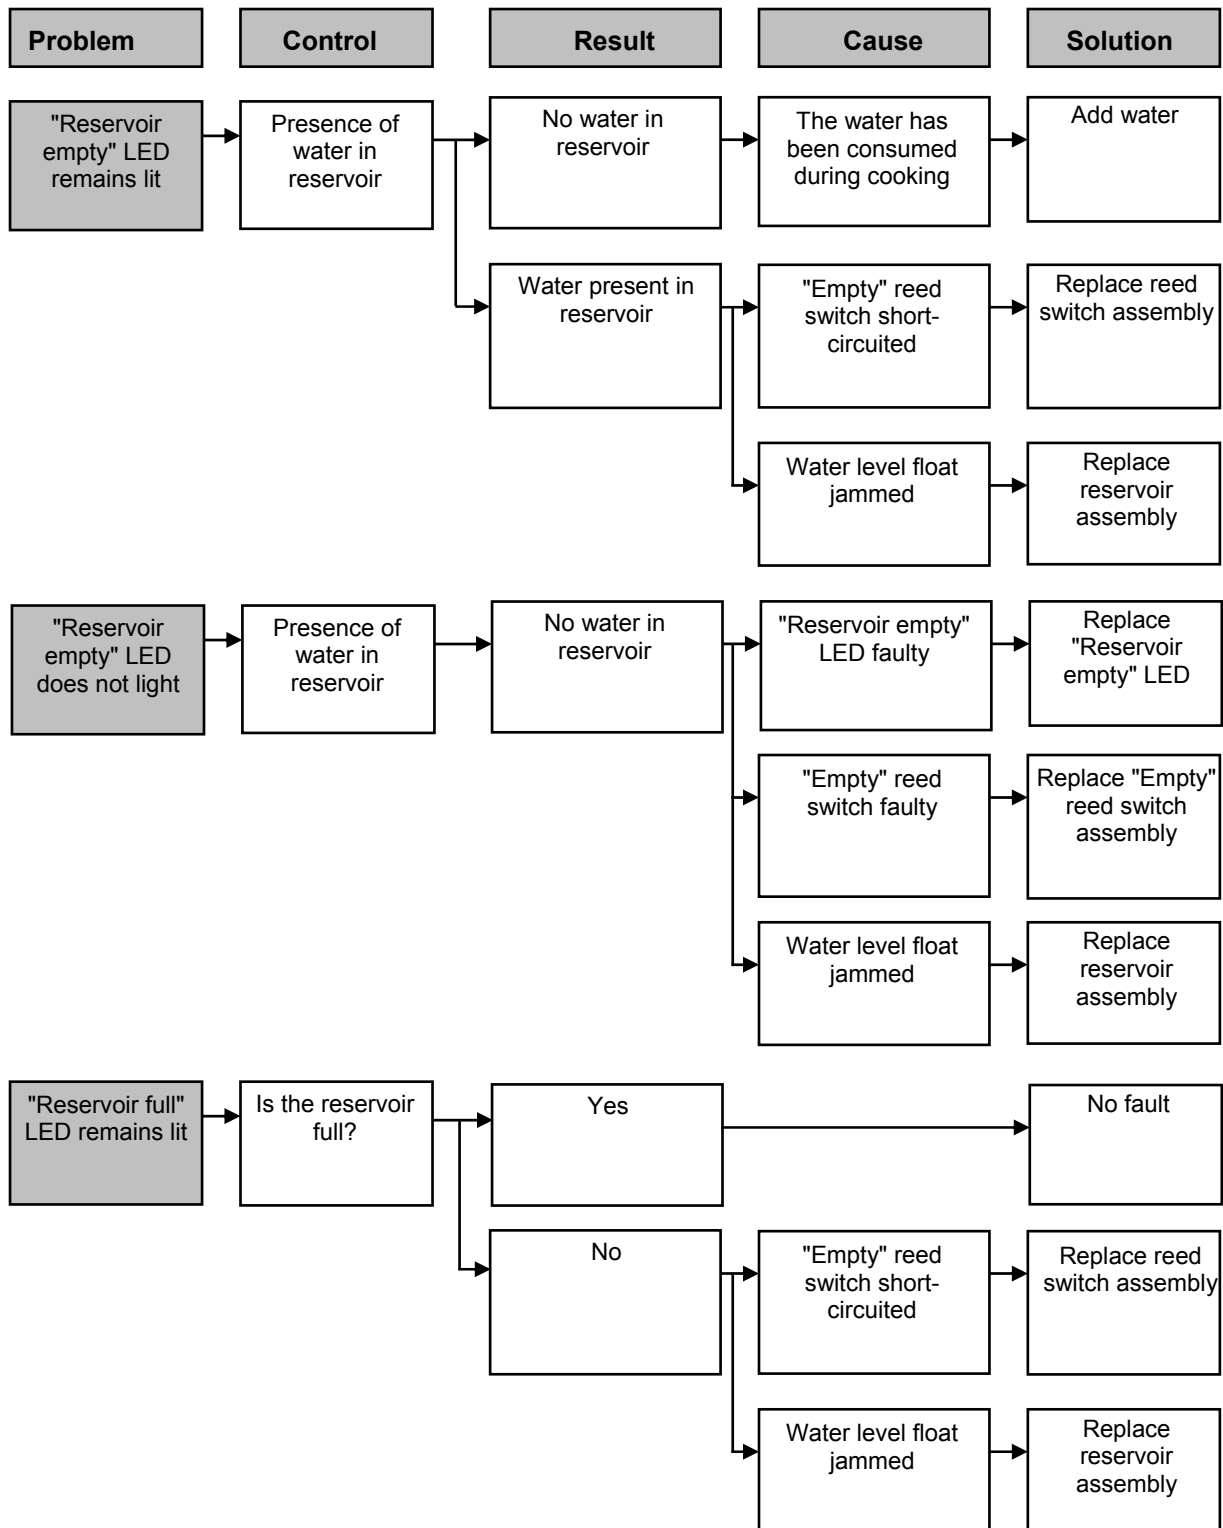 Problem
Control
Result
Cause
Solution
"Reservoir
empty" LED
remains lit
Presence of
water in
reservoir
No water in
reservoir
The water has
been consumed
during cooking
Add water
Water present in
reservoir
"Empty" reed
switch short-
circuited
Replace reed
switch assembly
Water level float
jammed
Replace
reservoir
assembly
"Reservoir
empty" LED
does not light
Presence of
water in
reservoir
No water in
reservoir
"Reservoir empty"
LED faulty
Replace
"Reservoir
empty" LED
"Empty" reed
switch faulty
Replace "Empty"
reed switch
assembly
Water level float
jammed
Replace
reservoir
assembly
"Reservoir full"
LED remains lit
Is the reservoir
full?
Yes
No fault
No
"Empty" reed
switch short-
circuited
Replace reed
switch assembly
Water level float
jammed
Replace
reservoir
assembly